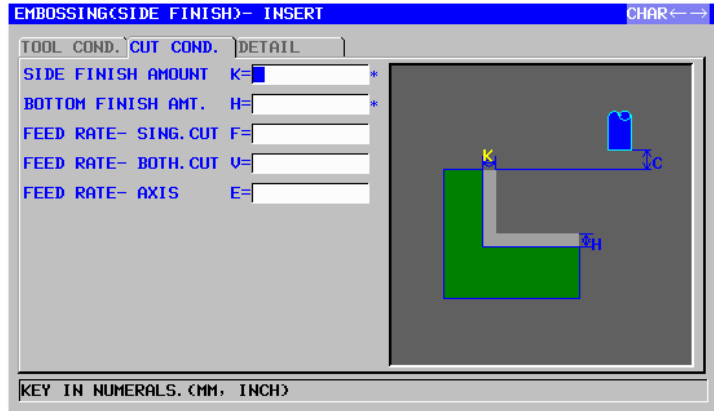 EMBOSSING(SIDE FINISH)- INSERT CHAR←→
TOOL COND. CUT COND. DETAIL
SIDE FINISH AMOUNT K= *
BOTTOM FINISH AMT. H= *
FEED RATE- SING.CUT F=
FEED RATE- BOTH.CUT V=
FEED RATE- AXIS E=
K
C
H
KEY IN NUMERALS.(MM, INCH)